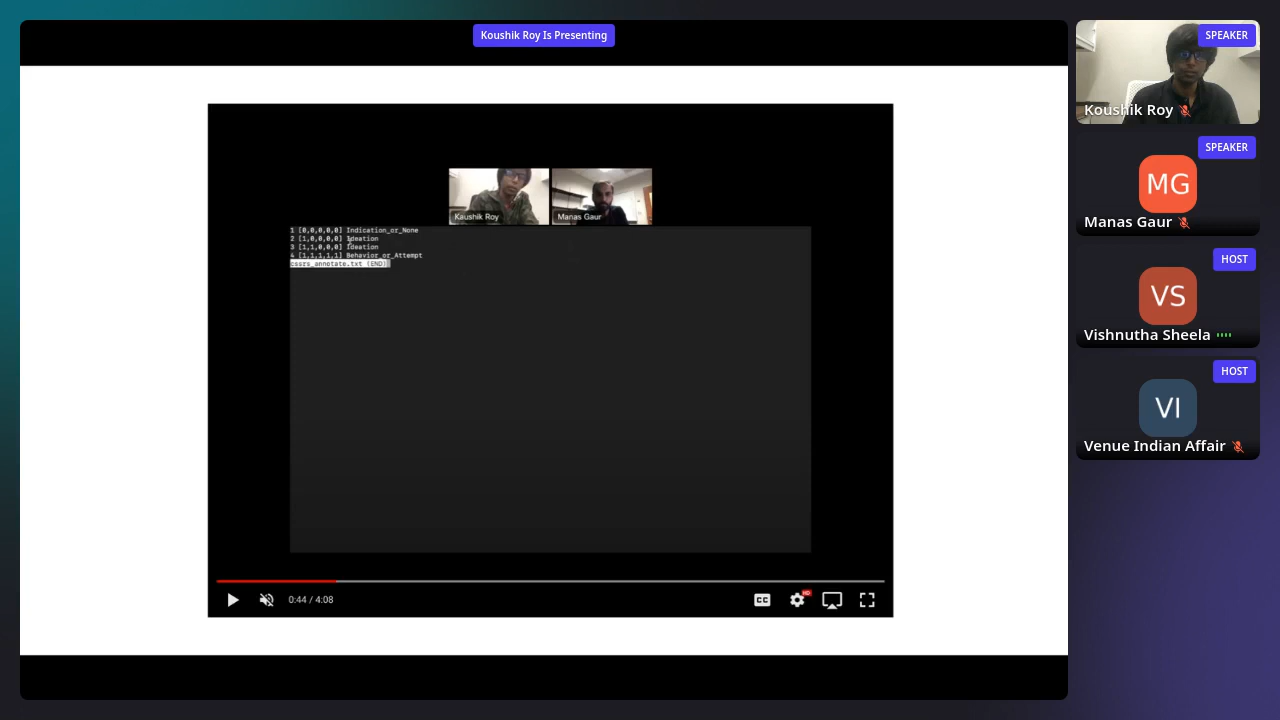 Koushik Roy Is Presenting
Kaushik Roy
Manas Gaur
1 [0,0,0,0,0] Indication_or_None
2 [1,0,0,0,0] Ideation
3 [1,1,0,0,0] Ideation
4 [1,1,1,1,1] Behavior_or_Attempt
cssrs_annotate.txt (END)
0:44 / 4:08
CC
HD
SPEAKER
Koushik Roy
SPEAKER
MG
Manas Gaur
HOST
VS
Vishnutha Sheela
HOST
VI
Venue Indian Affair